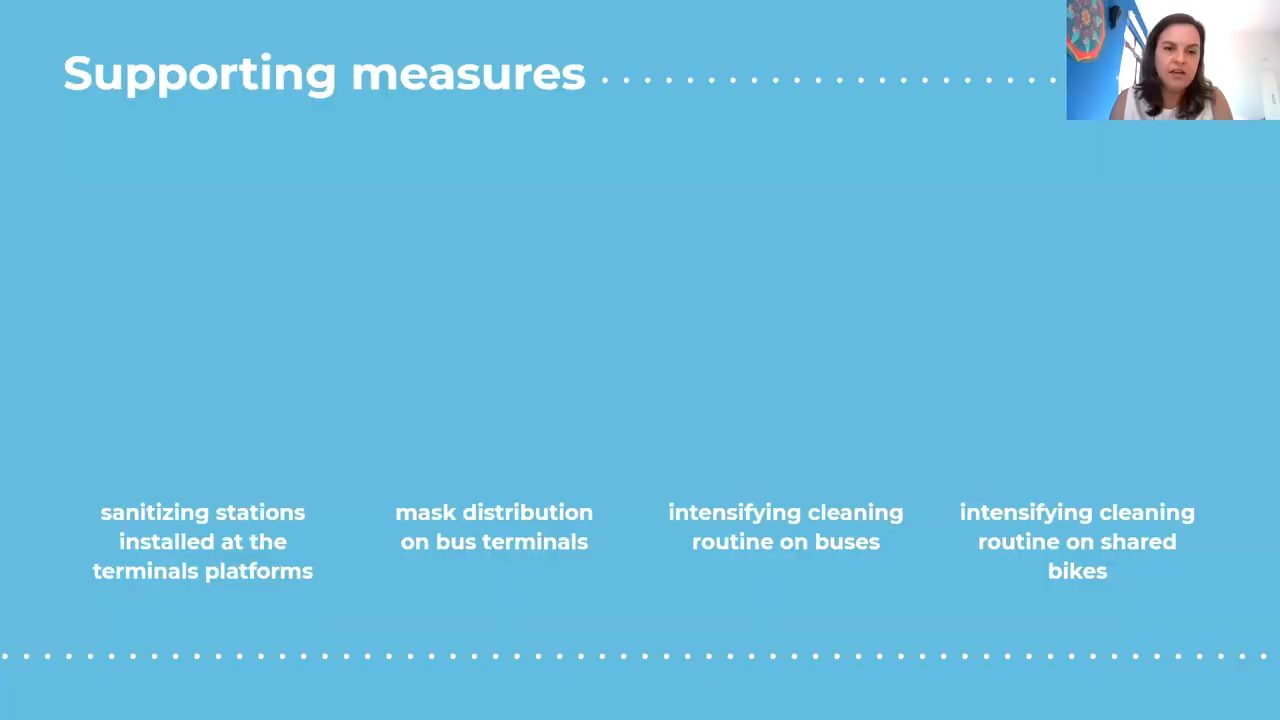 Supporting measures
sanitizing stations
installed at the
terminals platforms
mask distribution
on bus terminals
intensifying cleaning
routine on buses
intensifying cleaning
routine on shared
bikes